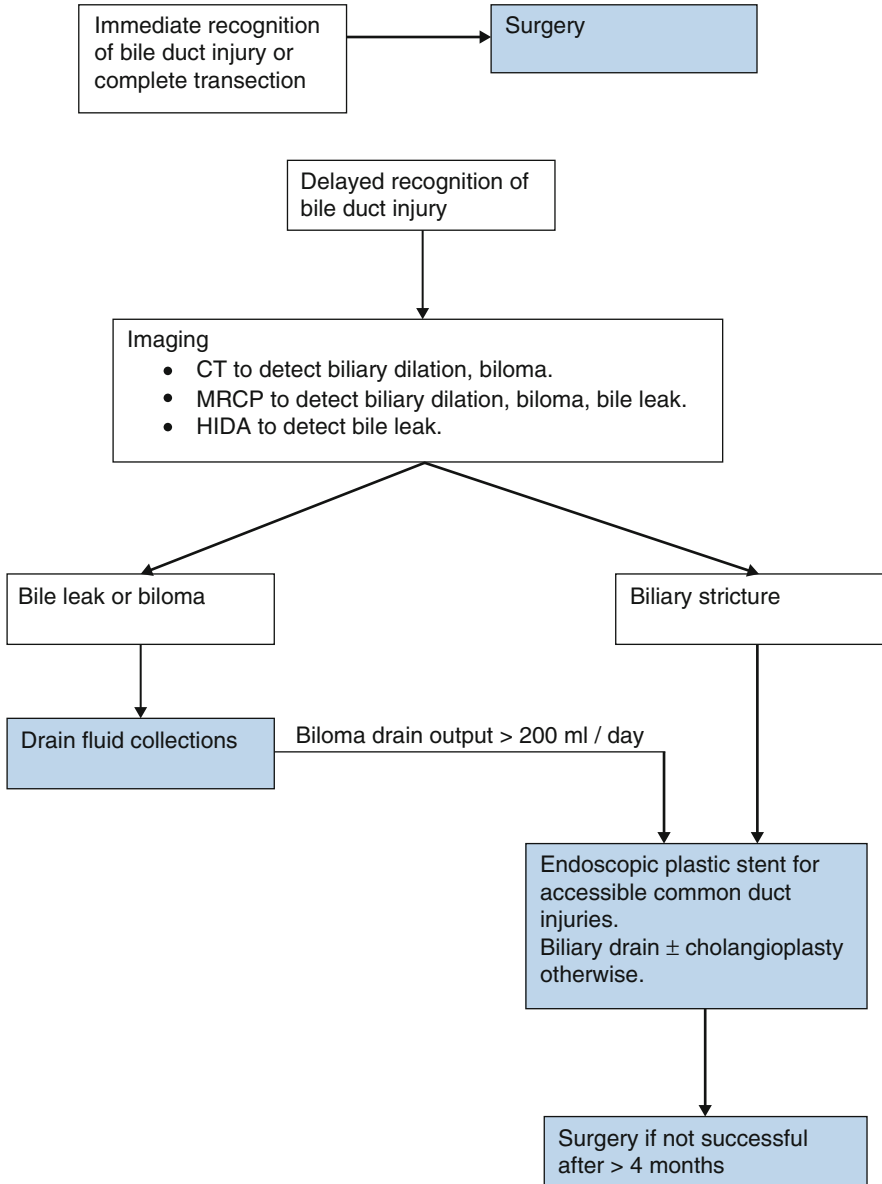 Immediate recognition
of bile duct injury or
complete transection
Surgery
Delayed recognition of
bile duct injury
Imaging
• CT to detect biliary dilation, biloma.
• MRCP to detect biliary dilation, biloma, bile leak.
• HIDA to detect bile leak.
Bile leak or biloma
Biliary stricture
Drain fluid collections
Biloma drain output > 200 ml / day
Endoscopic plastic stent for
accessible common duct
injuries.
Biliary drain ± cholangioplasty
otherwise.
Surgery if not successful
after > 4 months